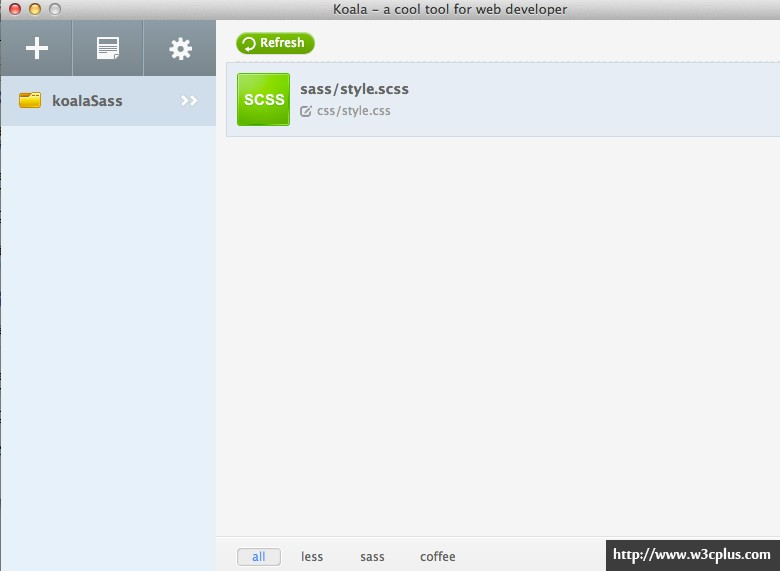 Koala – a cool tool for web developer
Refresh
koalaSass
SCSS
sass/style.scss
css/style.css
all
less
sass
coffee
http://www.w3cplus.com